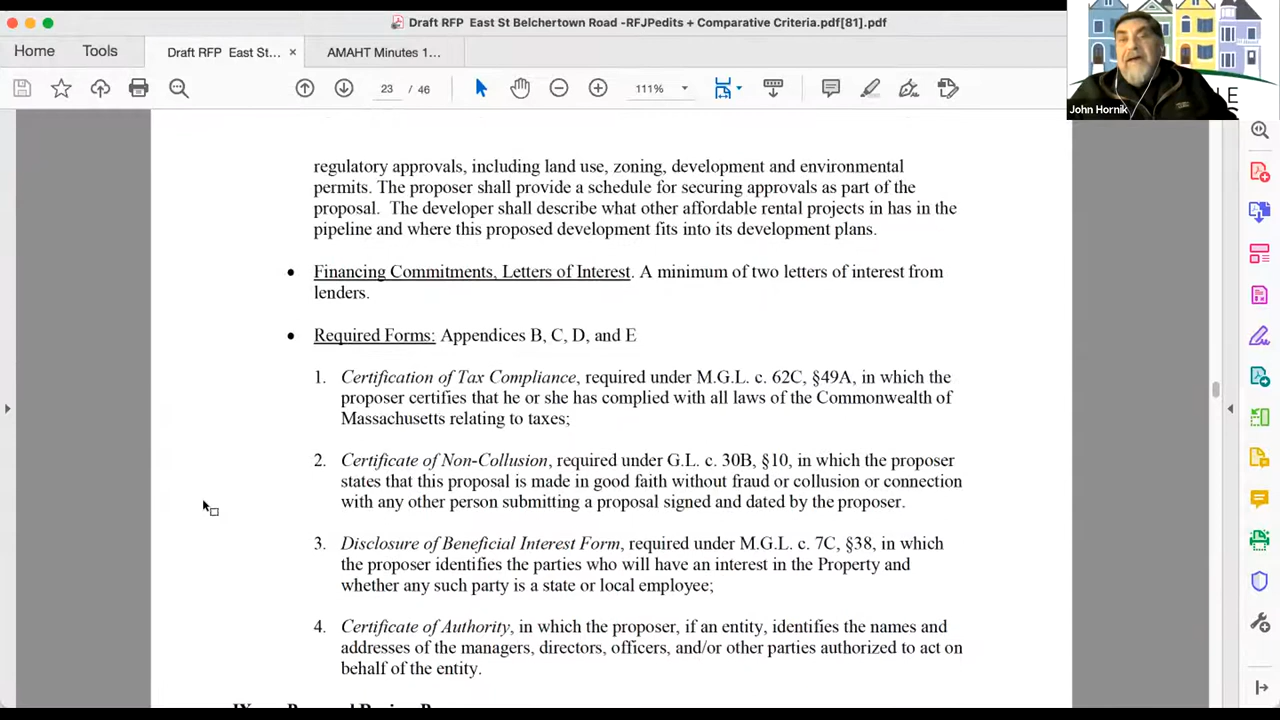 Draft RFP East St Belchertown Road -RFJPedits + Comparative Criteria.pdf[81].pdf
Home
Tools
Draft RFP East St... ×
AMAHT Minutes 1...
23 / 46
111%
LE
John Hornik
regulatory approvals, including land use, zoning, development and environmental
permits. The proposer shall provide a schedule for securing approvals as part of the
proposal. The developer shall describe what other affordable rental projects in has in the
pipeline and where this proposed development fits into its development plans.
• Financing Commitments, Letters of Interest. A minimum of two letters of interest from
lenders.
• Required Forms: Appendices B, C, D, and E
1. Certification of Tax Compliance, required under M.G.L. c. 62C, §49A, in which the
proposer certifies that he or she has complied with all laws of the Commonwealth of
Massachusetts relating to taxes;
2. Certificate of Non-Collusion, required under G.L. c. 30B, §10, in which the proposer
states that this proposal is made in good faith without fraud or collusion or connection
with any other person submitting a proposal signed and dated by the proposer.
3. Disclosure of Beneficial Interest Form, required under M.G.L. c. 7C, §38, in which
the proposer identifies the parties who will have an interest in the Property and
whether any such party is a state or local employee;
4. Certificate of Authority, in which the proposer, if an entity, identifies the names and
addresses of the managers, directors, officers, and/or other parties authorized to act on
behalf of the entity.